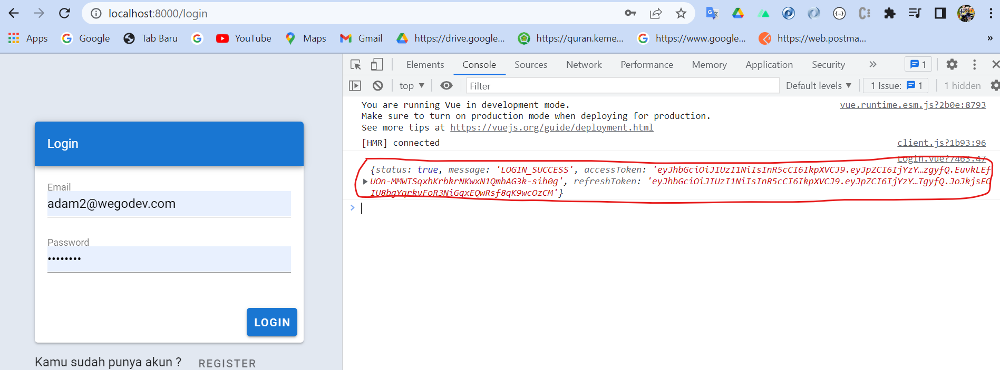 localhost:8000/login
Apps Google Tab Baru YouTube Maps Gmail https://drive.google... https://quran.keme... https://www.google... https://web.postma... »
Elements Console Sources Network Performance Memory Application Security » 1
top ▼ Filter Default levels ▼ 1 Issue: 1 1 hidden
You are running Vue in development mode. vue.runtime.esm.js?2b0e:8793
Make sure to turn on production mode when deploying for production.
See more tips at https://vuejs.org/guide/deployment.html
[HMR] connected client.js?1b93:96
Login.vue?7463:47
{status: true, message: 'LOGIN_SUCCESS', accessToken: 'eyJhbGciOiJIUzI1NiIsInR5cCI6IkpXVCJ9.eyJpZCI6IjYzY…zgyfQ.EuvkLEf
UOn-MMWTSqxhKrbkrNKwxN1QmbAG3k-sih0g', refreshToken: 'eyJhbGciOiJIUzI1NiIsInR5cCI6IkpXVCJ9.eyJpZCI6IjYzY…TgyfQ.JoJkjsEC
IU8bgYqrkvFoR3NiGgxEQwRsf8qK9wcOzCM'}
Login
Email
adam2@wegodev.com
Password
••••••••
LOGIN
Kamu sudah punya akun ? REGISTER